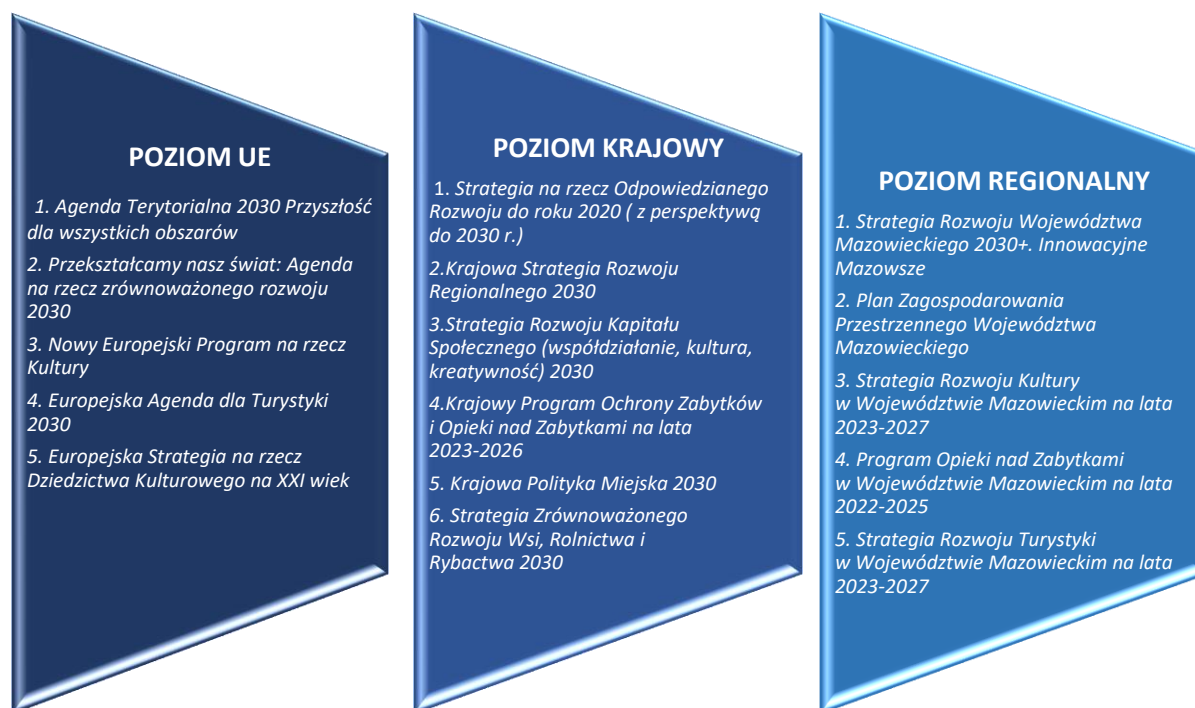 POZIOM UE
1. Agenda Terytorialna 2030 Przyszłość
dla wszystkich obszarów
2. Przekształcamy nasz świat: Agenda
na rzecz zrównoważonego rozwoju
2030
3. Nowy Europejski Program na rzecz
Kultury
4. Europejska Agenda dla Turystyki
2030
5. Europejska Strategia na rzecz
Dziedzictwa Kulturowego na XXI wiek
POZIOM KRAJOWY
1. Strategia na rzecz Odpowiedzianego
Rozwoju do roku 2020 ( z perspektywą
do 2030 r.)
2.Krajowa Strategia Rozwoju
Regionalnego 2030
3.Strategia Rozwoju Kapitału
Społecznego (współdziałanie, kultura,
kreatywność) 2030
4.Krajowy Program Ochrony Zabytków
i Opieki nad Zabytkami na lata
2023-2026
5. Krajowa Polityka Miejska 2030
6. Strategia Zrównoważonego
Rozwoju Wsi, Rolnictwa i
Rybactwa 2030
POZIOM REGIONALNY
1. Strategia Rozwoju Województwa
Mazowieckiego 2030+. Innowacyjne
Mazowsze
2. Plan Zagospodarowania
Przestrzennego Województwa
Mazowieckiego
3. Strategia Rozwoju Kultury
w Województwie Mazowieckim na lata
2023-2027
4. Program Opieki nad Zabytkami
w Województwie Mazowieckim na lata
2022-2025
5. Strategia Rozwoju Turystyki
w Województwie Mazowieckim na lata
2023-2027